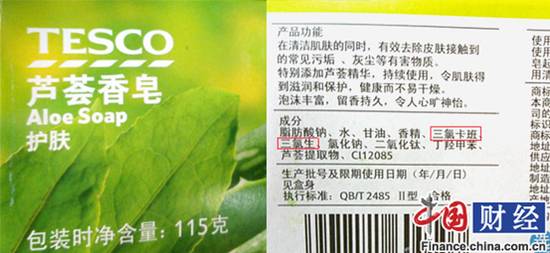 TESCO
芦荟香皂
Aloe Soap
护肤
包装时净含量：115克
产品功能
在清洁肌肤的同时，有效去除皮肤接触到
的常见污垢、灰尘等有害物质。
特别添加芦荟精华，持续使用，令肌肤得
到滋润和保护，健康而不易干燥。
泡沫丰富，留香持久，令人心旷神怡。
成分
脂肪酸钠、水、甘油、香精、三氯卡班、
三氯生、氯化钠、二氧化钛、丁羟甲苯、
芦荟提取物、CI12085
生产批号及限期使用日期（年/月/日）
见盒身
执行标准：QB/T 2485 Ⅱ型 合格
中国财经
Finance.china.com.cn